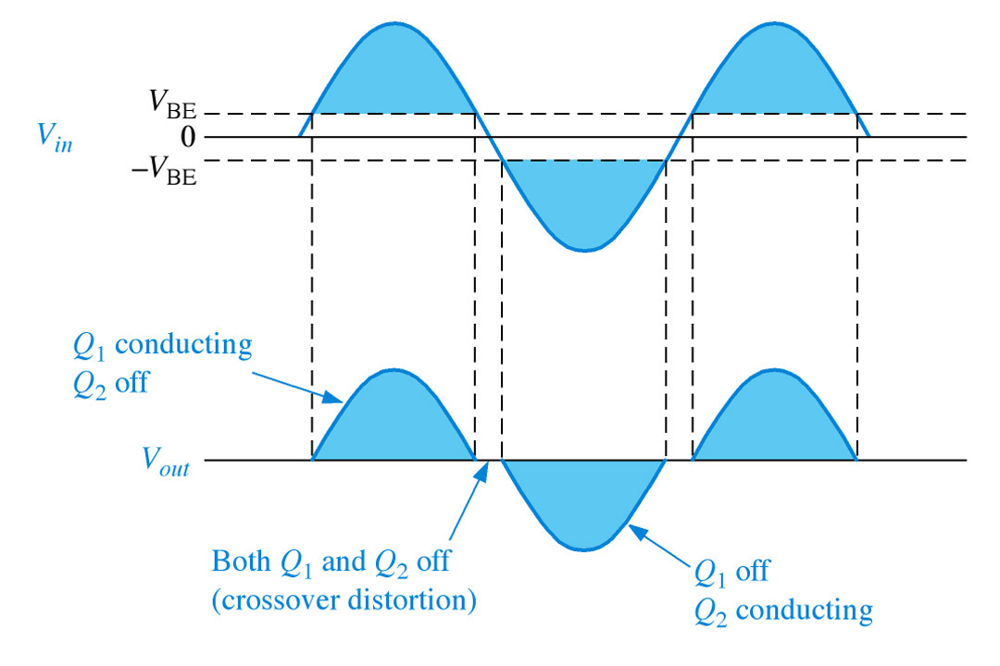 V_BE
V_in
0
–V_BE
Q_1 conducting
Q_2 off
V_out
Both Q_1 and Q_2 off
(crossover distortion)
Q_1 off
Q_2 conducting